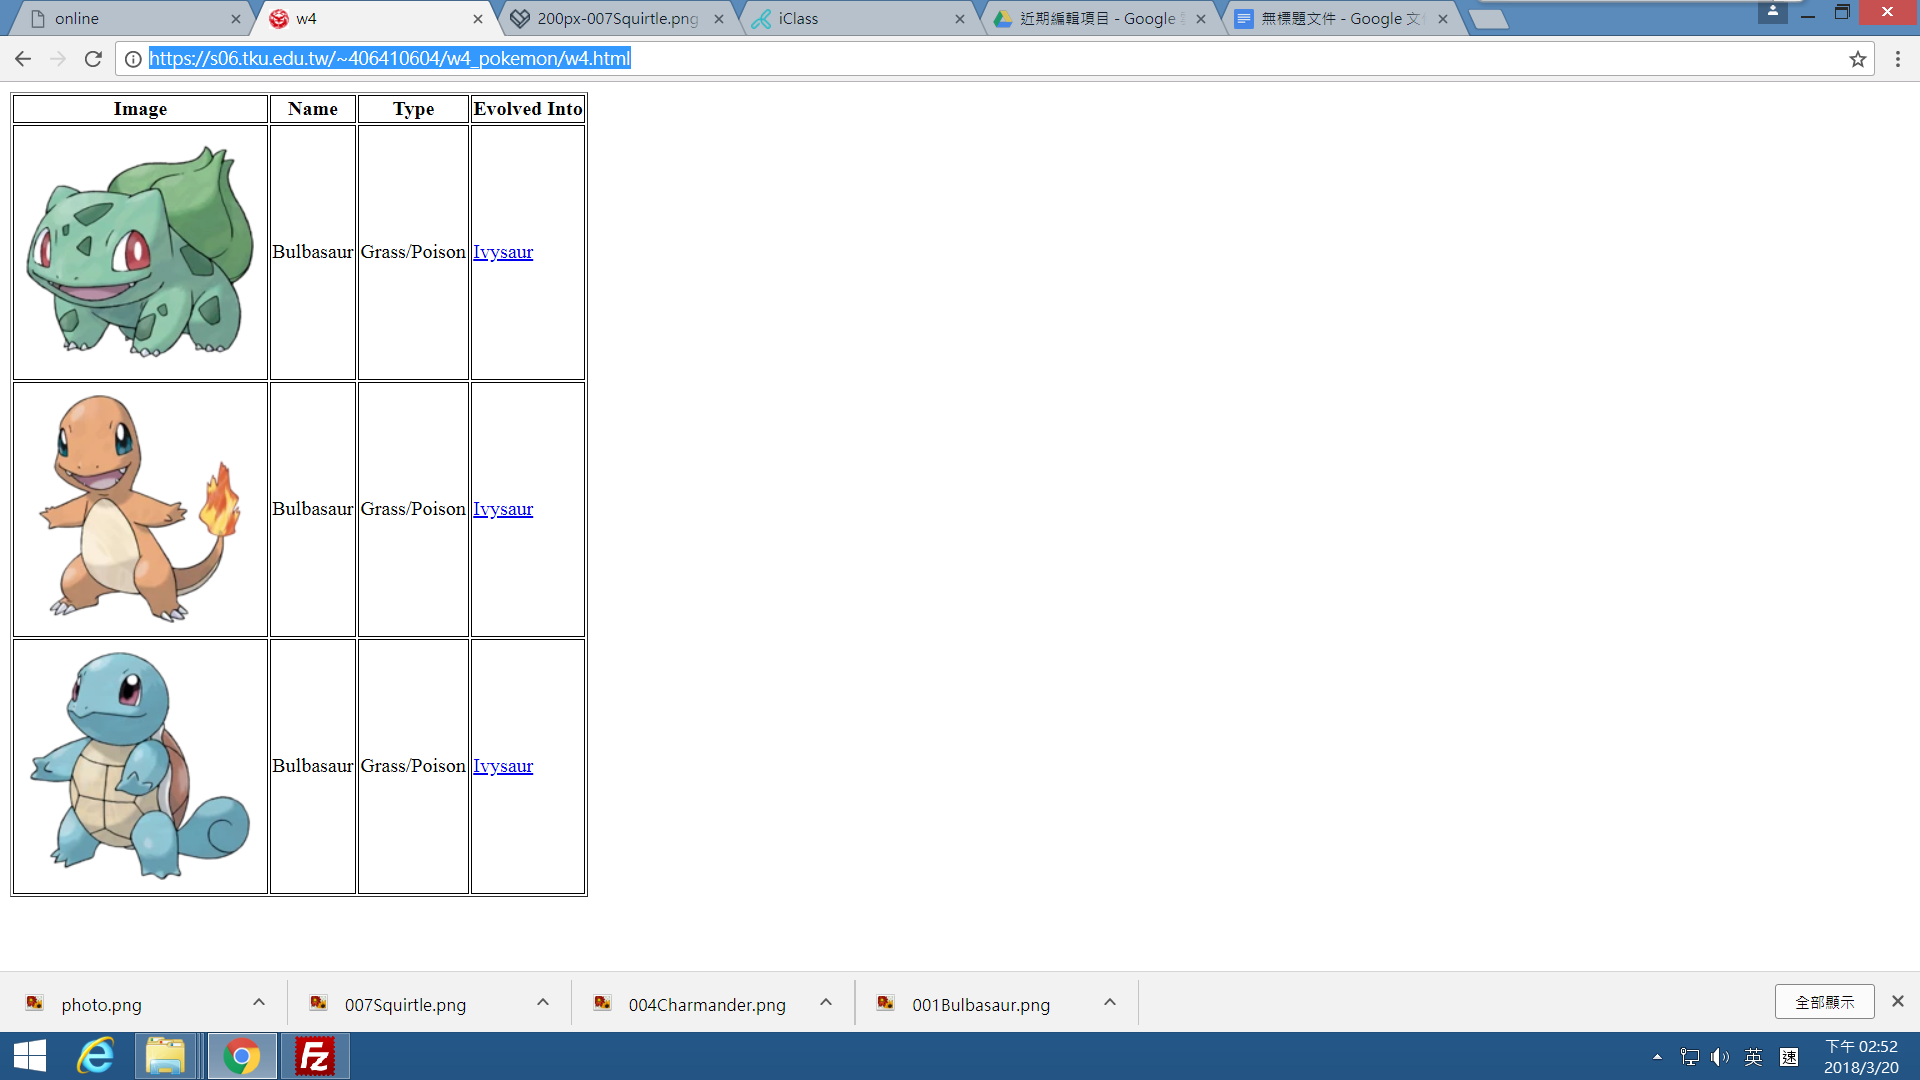 online
w4
200px-007Squirtle.png
iClass
近期編輯項目 - Google
無標題文件 - Google 文
https://s06.tku.edu.tw/~406410604/w4_pokemon/w4.html
Image Name Type Evolved Into
Bulbasaur Grass/Poison Ivysaur
Bulbasaur Grass/Poison Ivysaur
Bulbasaur Grass/Poison Ivysaur
photo.png
007Squirtle.png
004Charmander.png
001Bulbasaur.png
全部顯示
英
速
下午 02:52
2018/3/20